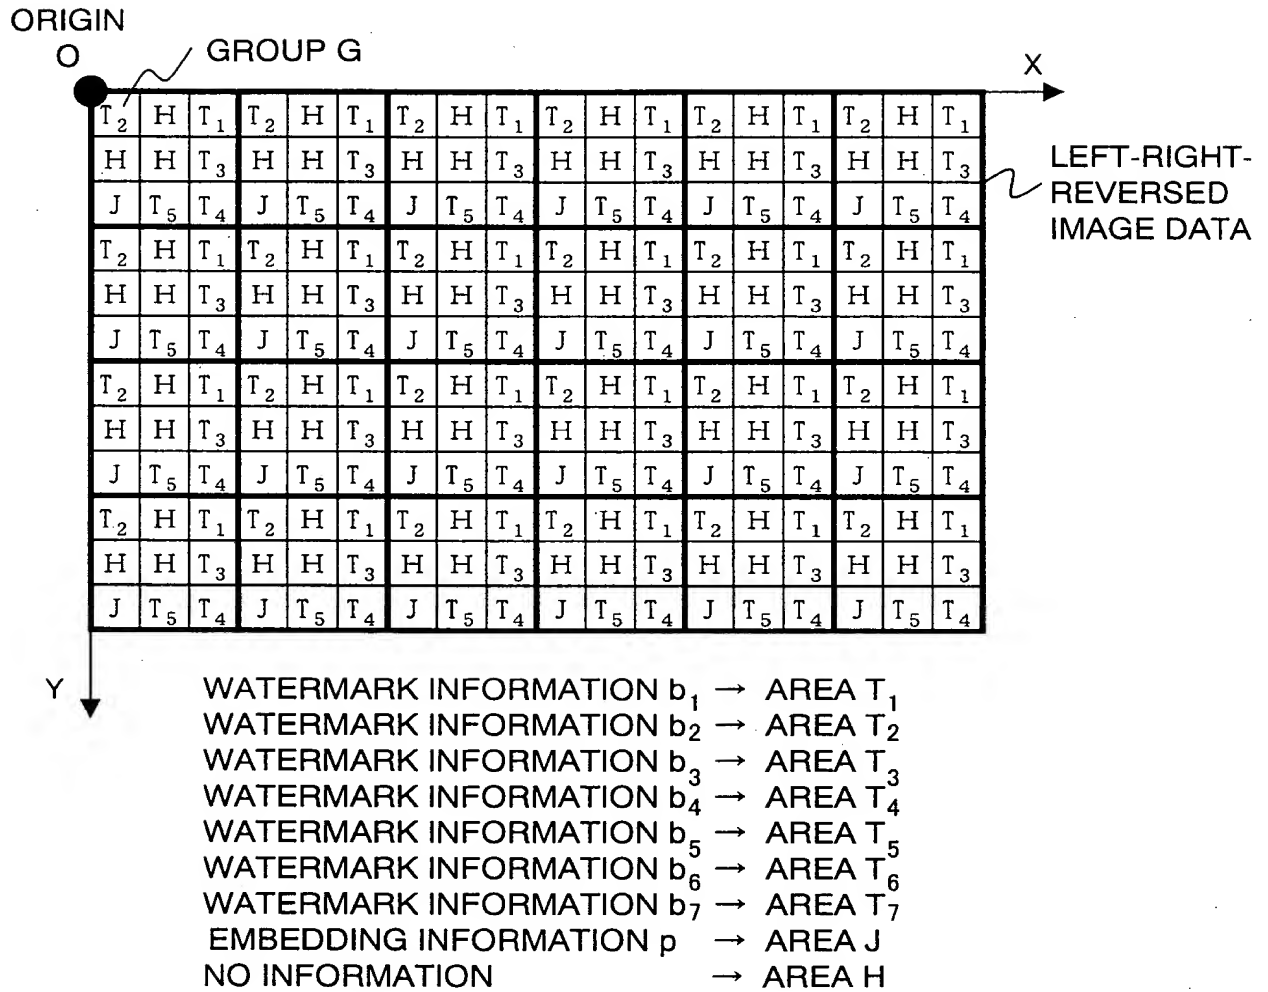 ORIGIN
O
GROUP G
X
T2 H T1 T2 H T1 T2 H T1 T2 H T1 T2 H T1 T2 H T1
H H T3 H H T3 H H T3 H H T3 H H T3 H H T3
J T5 T4 J T5 T4 J T5 T4 J T5 T4 J T5 T4 J T5 T4
T2 H T1 T2 H T1 T2 H T1 T2 H T1 T2 H T1 T2 H T1
H H T3 H H T3 H H T3 H H T3 H H T3 H H T3
J T5 T4 J T5 T4 J T5 T4 J T5 T4 J T5 T4 J T5 T4
T2 H T1 T2 H T1 T2 H T1 T2 H T1 T2 H T1 T2 H T1
H H T3 H H T3 H H T3 H H T3 H H T3 H H T3
J T5 T4 J T5 T4 J T5 T4 J T5 T4 J T5 T4 J T5 T4
T2 H T1 T2 H T1 T2 H T1 T2 H T1 T2 H T1 T2 H T1
H H T3 H H T3 H H T3 H H T3 H H T3 H H T3
J T5 T4 J T5 T4 J T5 T4 J T5 T4 J T5 T4 J T5 T4
LEFT-RIGHT-
REVERSED
IMAGE DATA
Y
WATERMARK INFORMATION b1 → AREA T1
WATERMARK INFORMATION b2 → AREA T2
WATERMARK INFORMATION b3 → AREA T3
WATERMARK INFORMATION b4 → AREA T4
WATERMARK INFORMATION b5 → AREA T5
WATERMARK INFORMATION b6 → AREA T6
WATERMARK INFORMATION b7 → AREA T7
EMBEDDING INFORMATION p → AREA J
NO INFORMATION → AREA H